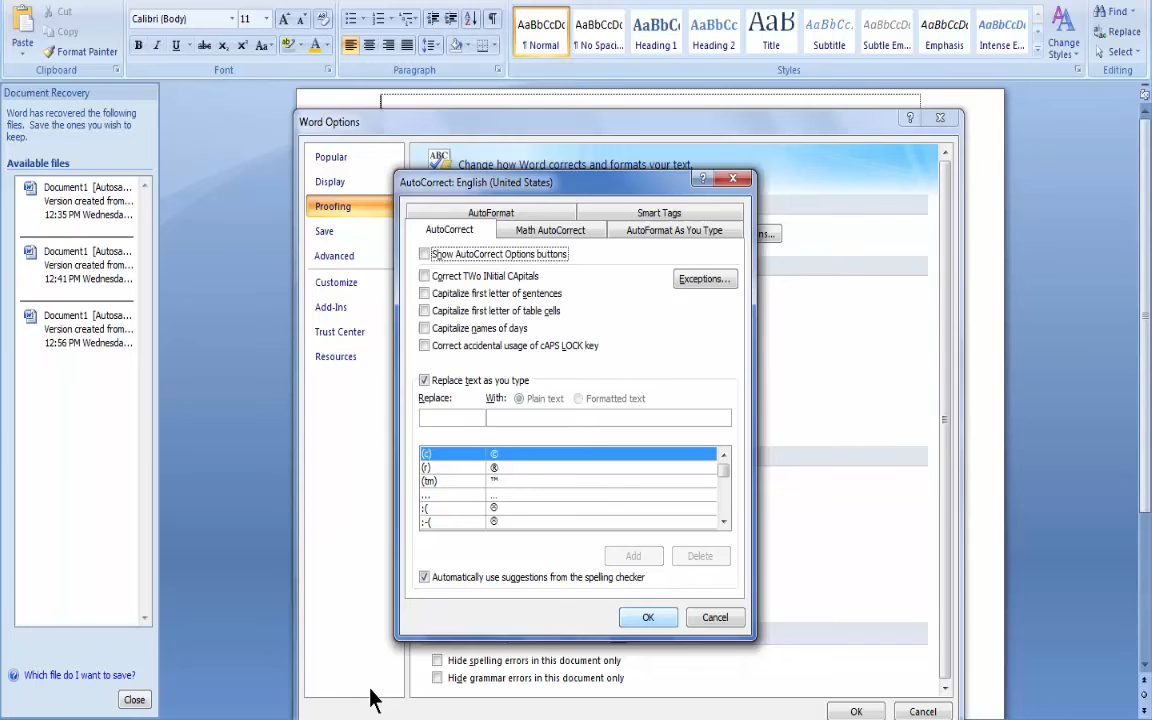 Cut
Copy
Paste
Format Painter
Clipboard
Calibri (Body)
11
Font
Paragraph
AaBbCcDc
¶ Normal
AaBbCcDc
¶ No Spaci...
AaBbCc
Heading 1
AaBbCc
Heading 2
AaB
Title
AaBbCc.
Subtitle
AaBbCcDc
Subtle Em...
AaBbCcDc
Emphasis
AaBbCcDc
Intense E...
Change
Styles
Styles
Find
Replace
Select
Editing
Document Recovery
Word has recovered the following
files. Save the ones you wish to
keep.
Available files
Document1 [Autosa...
Version created from...
12:35 PM Wednesda...
Document1 [Autosa...
Version created from...
12:41 PM Wednesda...
Document1 [Autosa...
Version created from...
12:56 PM Wednesda...
Which file do I want to save?
Close
Word Options
Popular
Display
Proofing
Save
Advanced
Customize
Add-Ins
Trust Center
Resources
ABC
Change how Word corrects and formats your text.
AutoCorrect: English (United States)
AutoFormat
Smart Tags
AutoCorrect
Math AutoCorrect
AutoFormat As You Type
Show AutoCorrect Options buttons
Correct TWo INitial CApitals
Exceptions...
Capitalize first letter of sentences
Capitalize first letter of table cells
Capitalize names of days
Correct accidental usage of cAPS LOCK key
Replace text as you type
Replace:
With:
Plain text
Formatted text
(c) ©
(r) ®
(tm) ™
... ...
:( ☹
:-( ☹
Add
Delete
Automatically use suggestions from the spelling checker
OK
Cancel
Hide spelling errors in this document only
Hide grammar errors in this document only
OK
Cancel